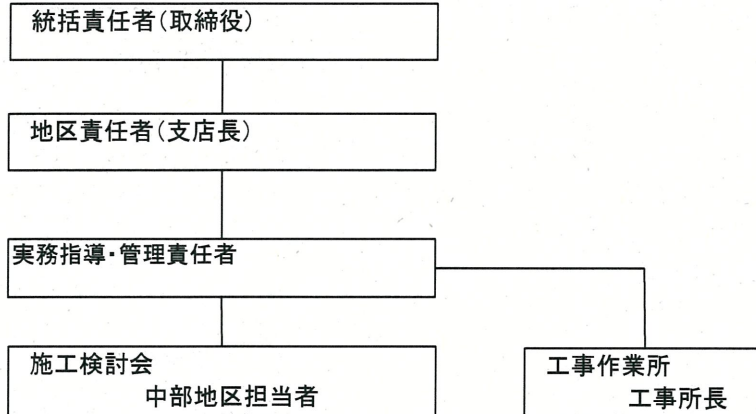 統括責任者(取締役)
地区責任者(支店長)
実務指導・管理責任者
施工検討会
中部地区担当者
工事作業所
工事所長